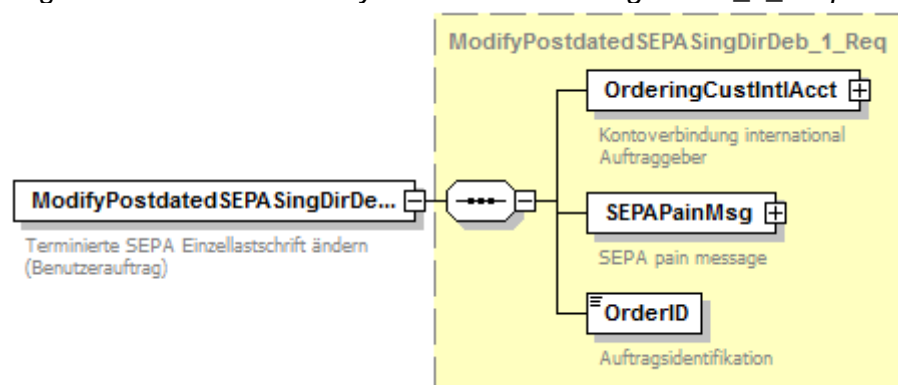 ModifyPostdatedSEPASingDirDeb_1_Req
OrderingCustIntlAcct
Kontoverbindung international
Auftraggeber
ModifyPostdatedSEPASingDirDe...
Terminierte SEPA Einzellastschrift ändern
(Benutzerauftrag)
SEPAPainMsg
SEPA pain message
OrderID
Auftragsidentifikation